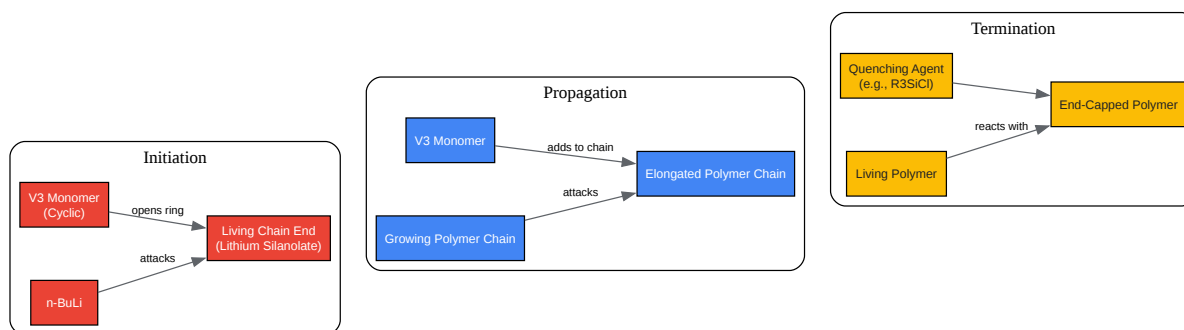 Initiation
V3 Monomer
(Cyclic)
opens ring
Living Chain End
(Lithium Silanolate)
attacks
n-BuLi
Propagation
V3 Monomer
adds to chain
Elongated Polymer Chain
attacks
Growing Polymer Chain
Termination
Quenching Agent
(e.g., R3SiCl)
End-Capped Polymer
reacts with
Living Polymer